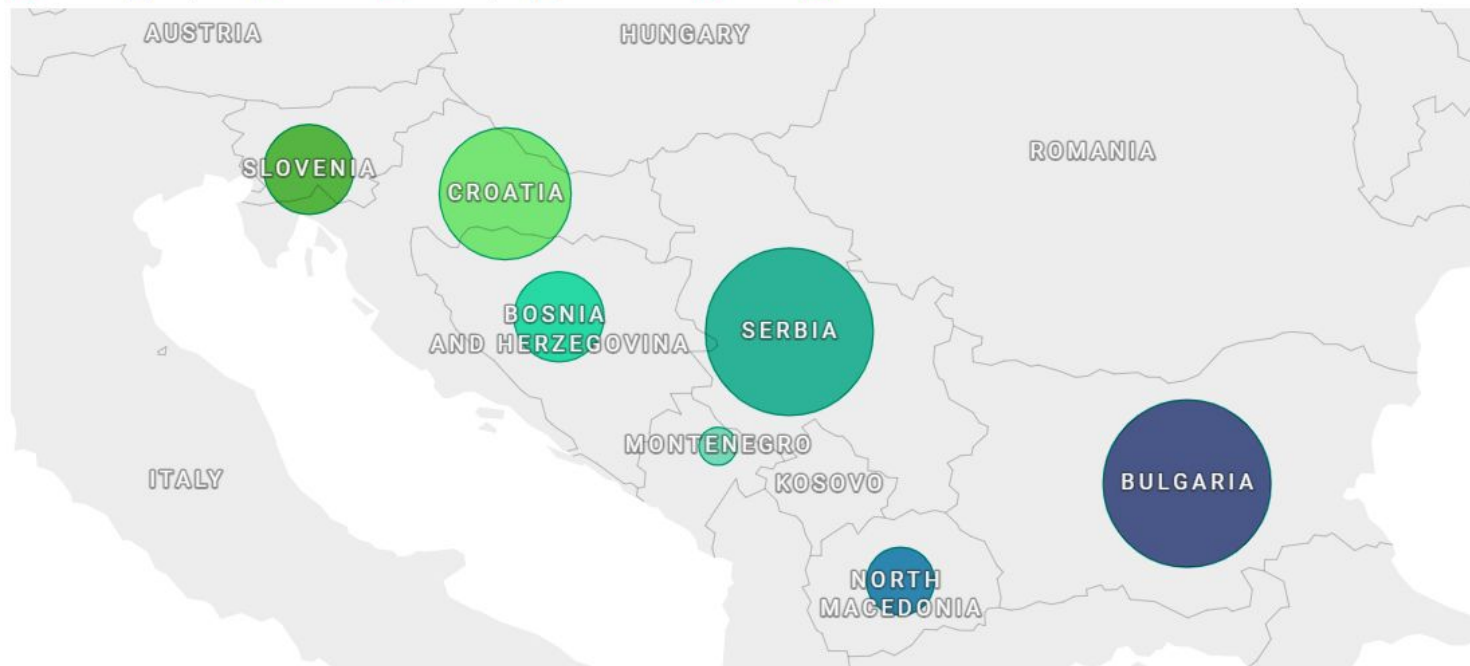 AUSTRIA
HUNGARY
ROMANIA
SLOVENIA
CROATIA
BOSNIA
AND HERZEGOVINA
SERBIA
MONTENEGRO
ITALY
KOSOVO
BULGARIA
NORTH
MACEDONIA